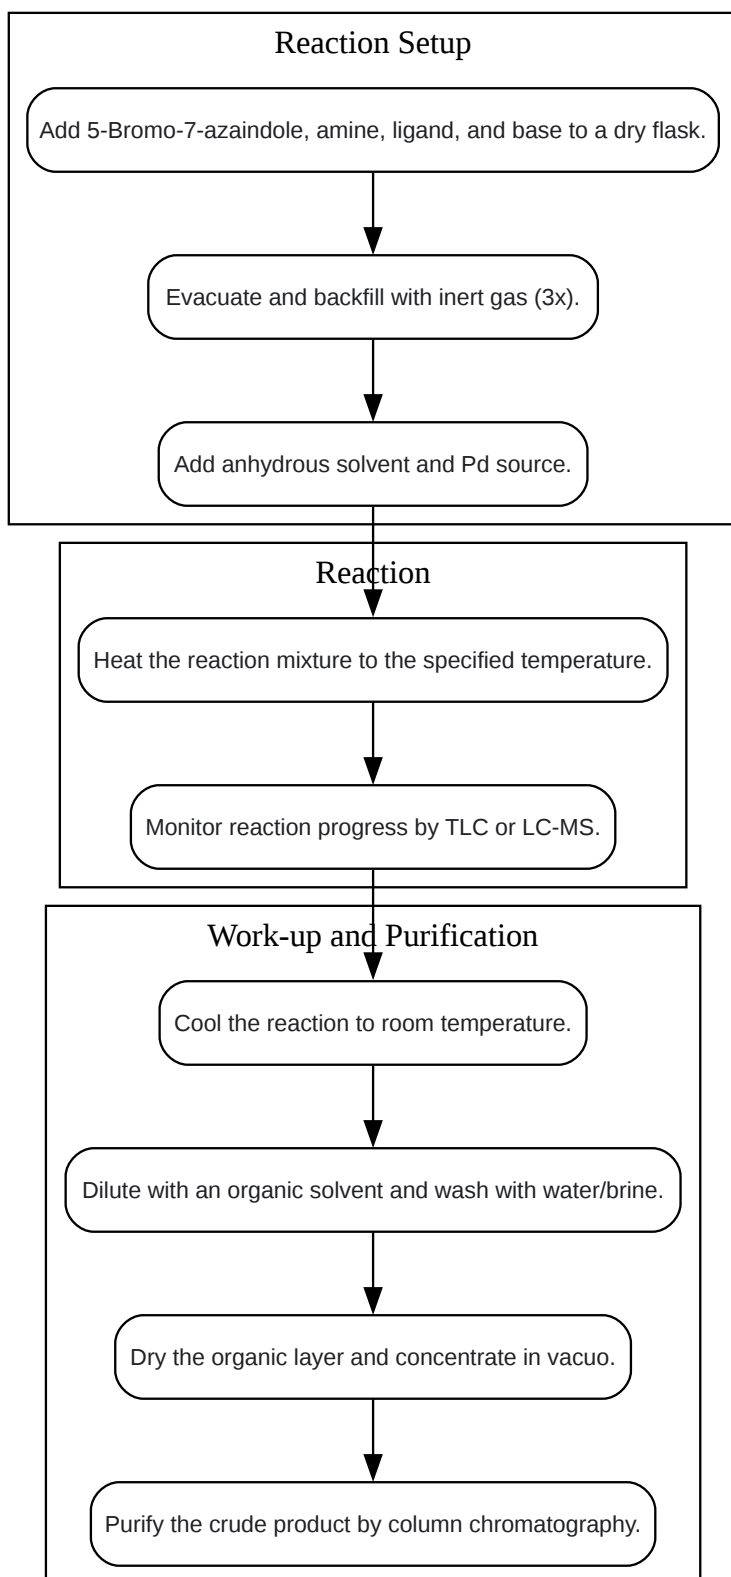 Reaction Setup
Add 5-Bromo-7-azaindole, amine, ligand, and base to a dry flask.
Evacuate and backfill with inert gas (3x).
Add anhydrous solvent and Pd source.
Reaction
Heat the reaction mixture to the specified temperature.
Monitor reaction progress by TLC or LC-MS.
Work-up and Purification
Cool the reaction to room temperature.
Dilute with an organic solvent and wash with water/brine.
Dry the organic layer and concentrate in vacuo.
Purify the crude product by column chromatography.